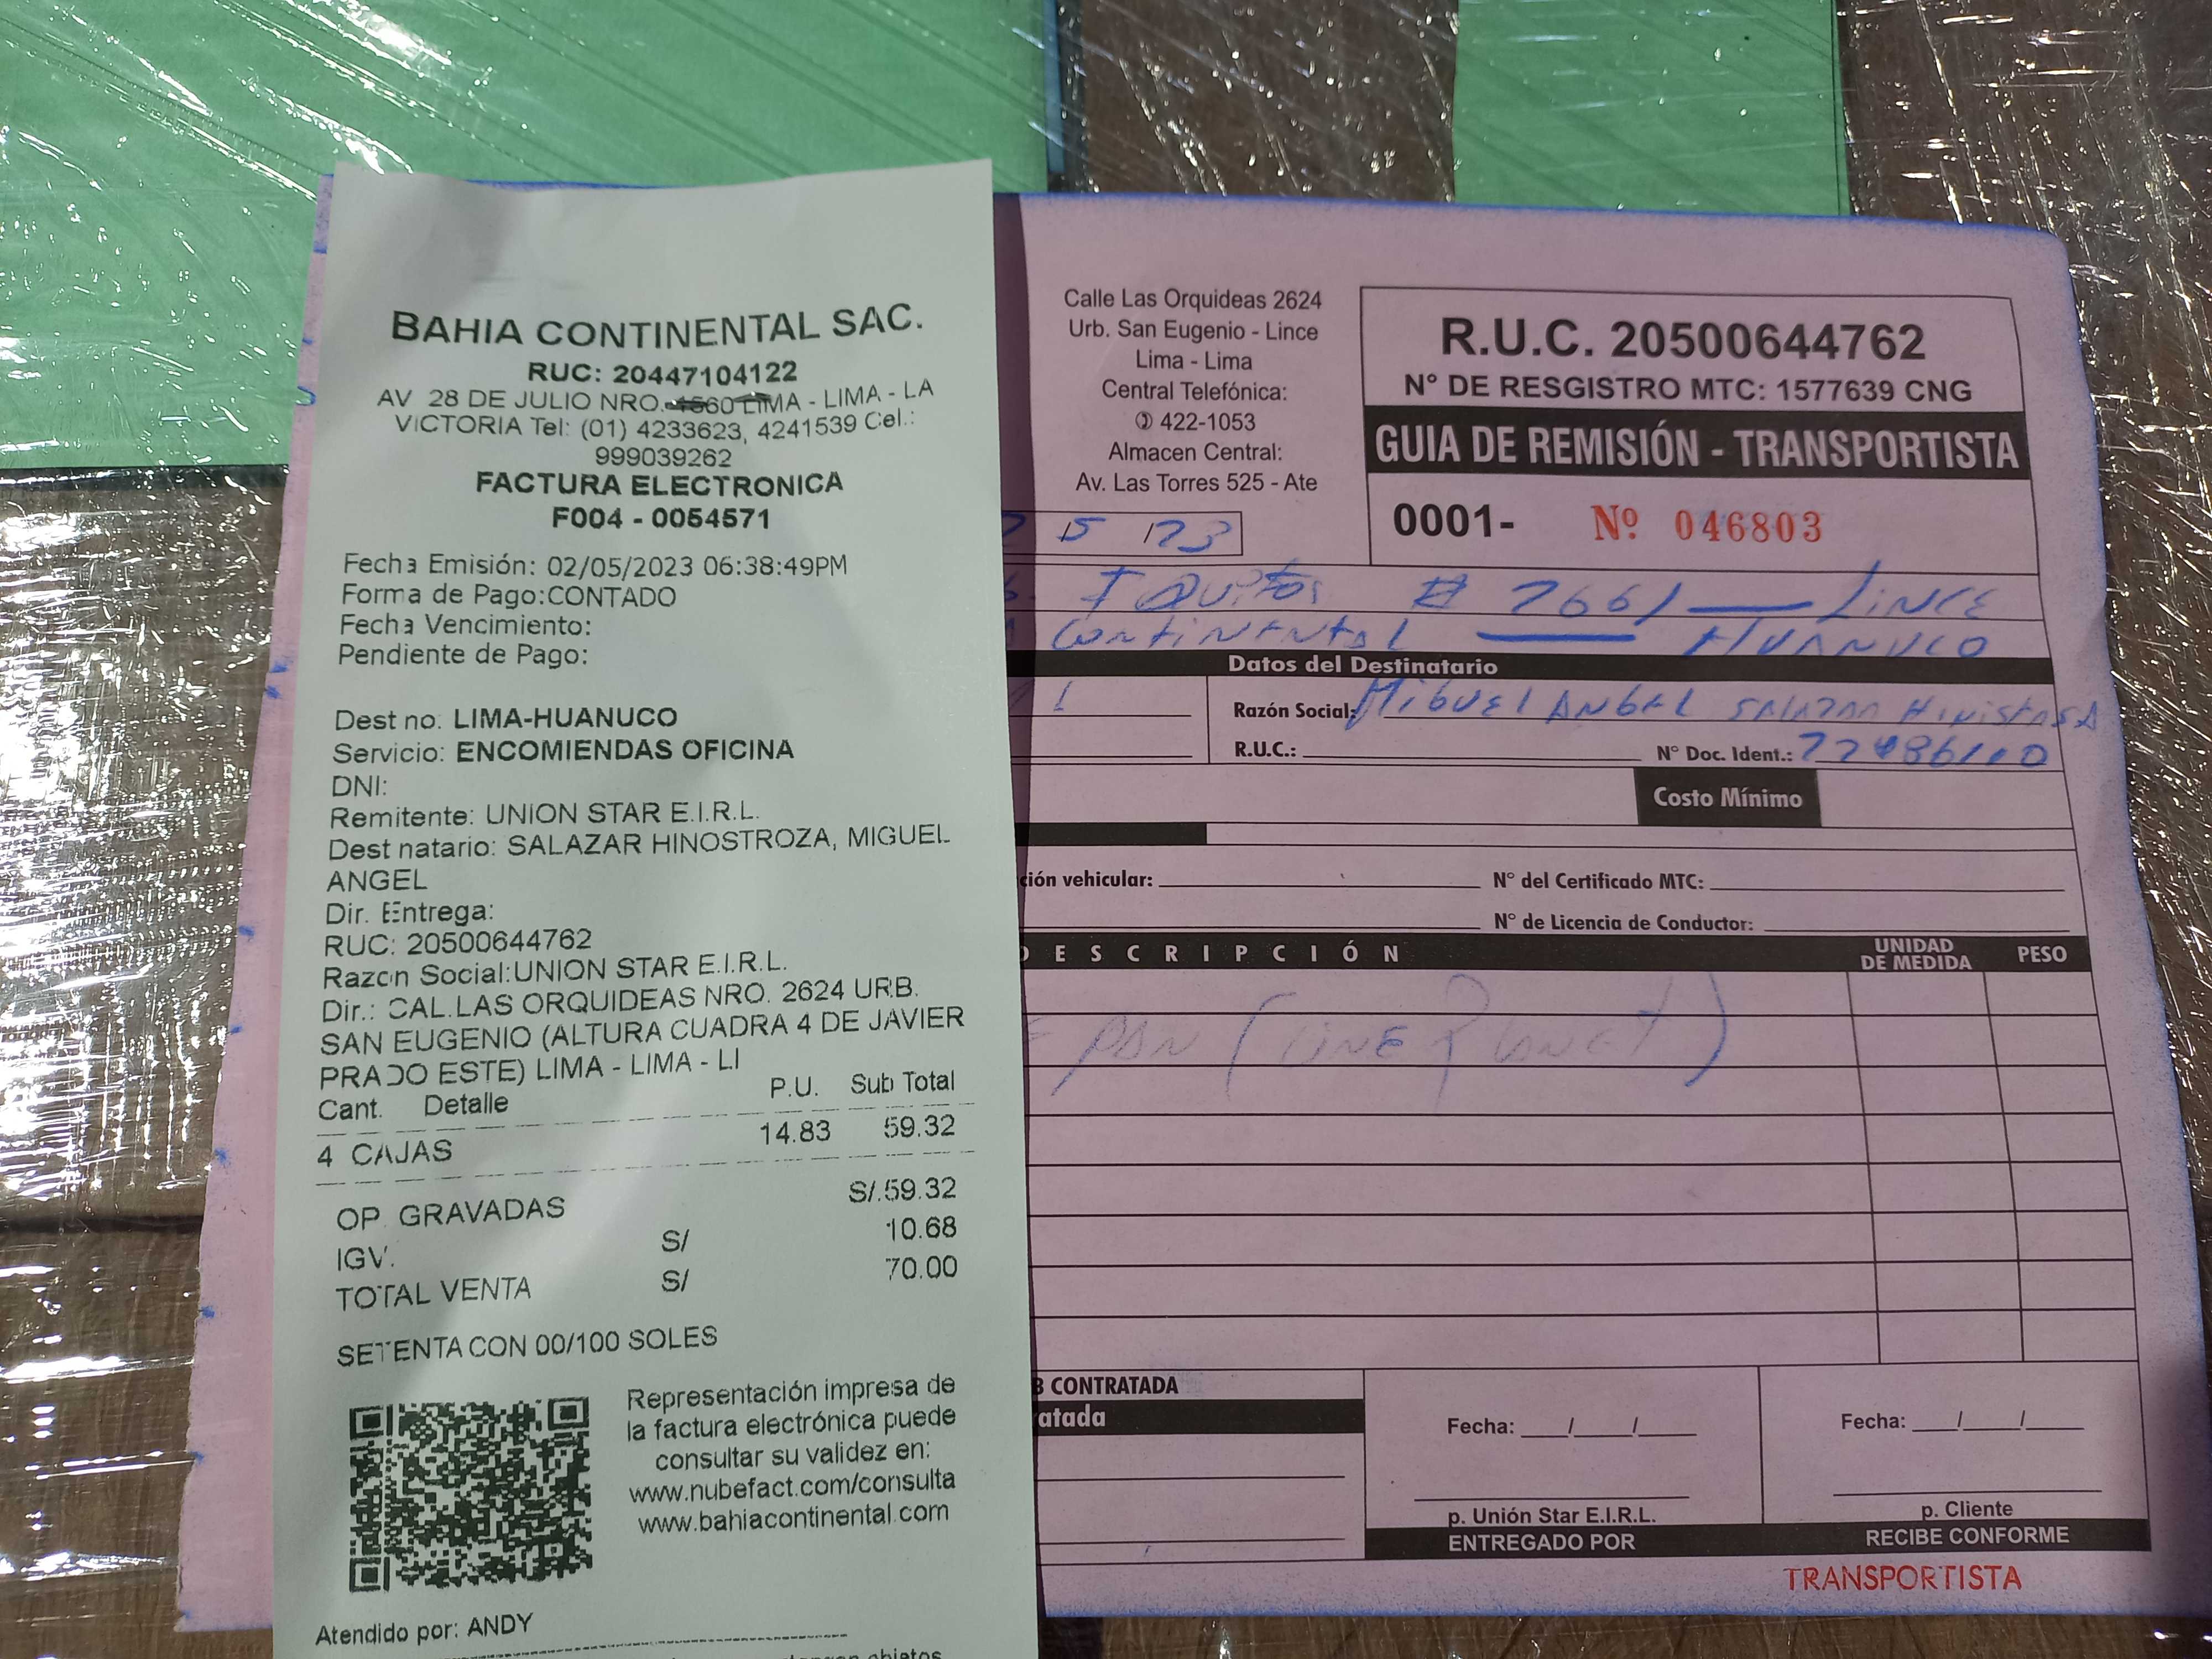 BAHIA CONTINENTAL SAC.
RUC: 20447104122
AV 28 DE JULIO NRO. LIMA - LIMA - LA
VICTORIA Tel: (01) 4233623, 4241539 Cel.:
999039262
FACTURA ELECTRONICA
F004 - 0054571
Fecha Emisión: 02/05/2023 06:38:49PM
Forma de Pago:CONTADO
Fecha Vencimiento:
Pendiente de Pago:
Dest no: LIMA-HUANUCO
Servicio: ENCOMIENDAS OFICINA
DNI:
Remitente: UNION STAR E.I.R.L.
Dest natario: SALAZAR HINOSTROZA, MIGUEL
ANGEL
Dir. Entrega:
RUC: 20500644762
Razon Social:UNION STAR E.I.R.L.
Dir.: CAL.LAS ORQUIDEAS NRO. 2624 URB.
SAN EUGENIO (ALTURA CUADRA 4 DE JAVIER
PRADO ESTE) LIMA - LIMA - LI
Cant. Detalle P.U. Sub Total
4 CAJAS 14.83 59.32
OP. GRAVADAS S/.59.32
IGV. S/ 10.68
TOTAL VENTA S/ 70.00
SETENTA CON 00/100 SOLES
Representación impresa de
la factura electrónica puede
consultar su validez en:
www.nubefact.com/consulta
www.bahiacontinental.com
Atendido por: ANDY
objetos
Calle Las Orquideas 2624
Urb. San Eugenio - Lince
Lima - Lima
Central Telefónica:
422-1053
Almacen Central:
Av. Las Torres 525 - Ate
R.U.C. 20500644762
N° DE RESGISTRO MTC: 1577639 CNG
GUIA DE REMISIÓN - TRANSPORTISTA
0001- Nº 046803
5 / 23
Iquitos # 2661 — Lince
Continental — HUANUCO
Datos del Destinatario
Razón Social: Miguel Angel Salazar
R.U.C.: N° Doc. Ident.:
Costo Mínimo
ción vehicular: N° del Certificado MTC:
N° de Licencia de Conductor:
DESCRIPCIÓN UNIDAD DE MEDIDA PESO
B CONTRATADA
atada
Fecha: / / Fecha: / /
p. Unión Star E.I.R.L. p. Cliente
ENTREGADO POR RECIBE CONFORME
TRANSPORTISTA